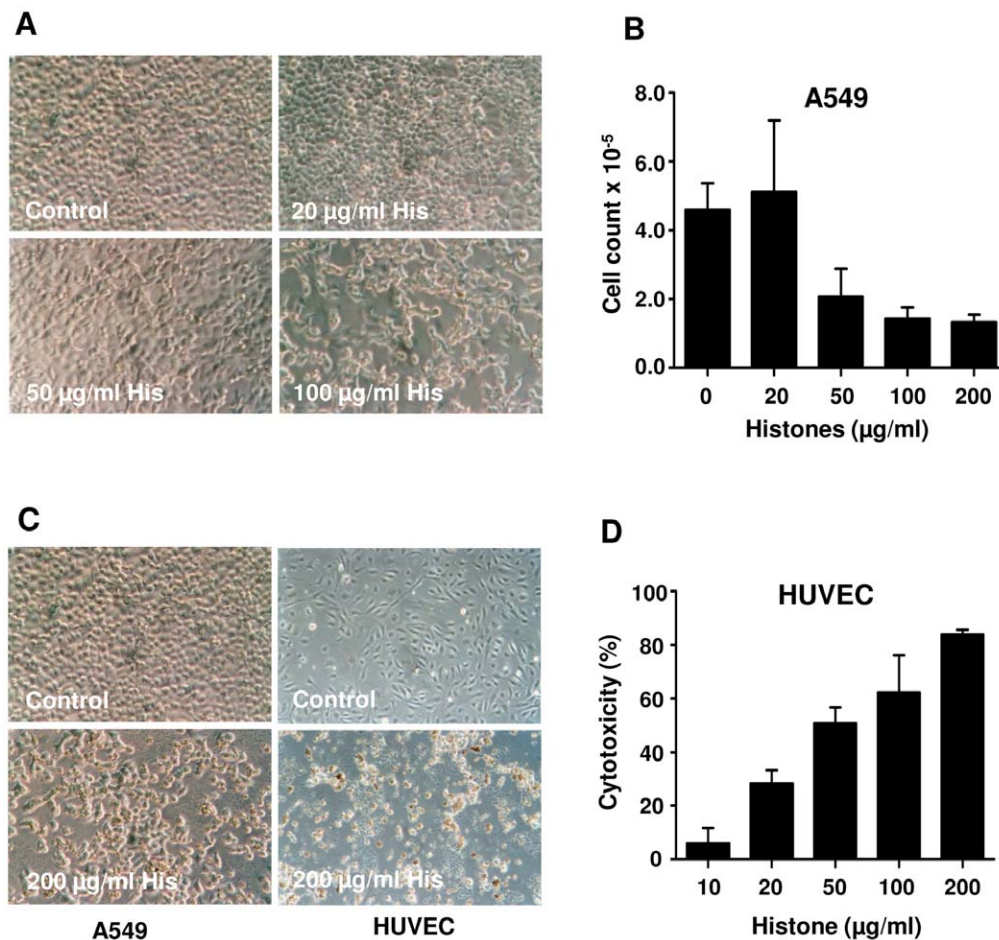 A
Control
20 µg/ml His
50 µg/ml His
100 µg/ml His
B
A549
Cell count x 10⁻⁵
8.0
6.0
4.0
2.0
0.0
0 20 50 100 200
Histones (µg/ml)
C
Control
Control
200 µg/ml His
200 µg/ml His
A549
HUVEC
D
HUVEC
Cytotoxicity (%)
100
80
60
40
20
0
10 20 50 100 200
Histone (µg/ml)